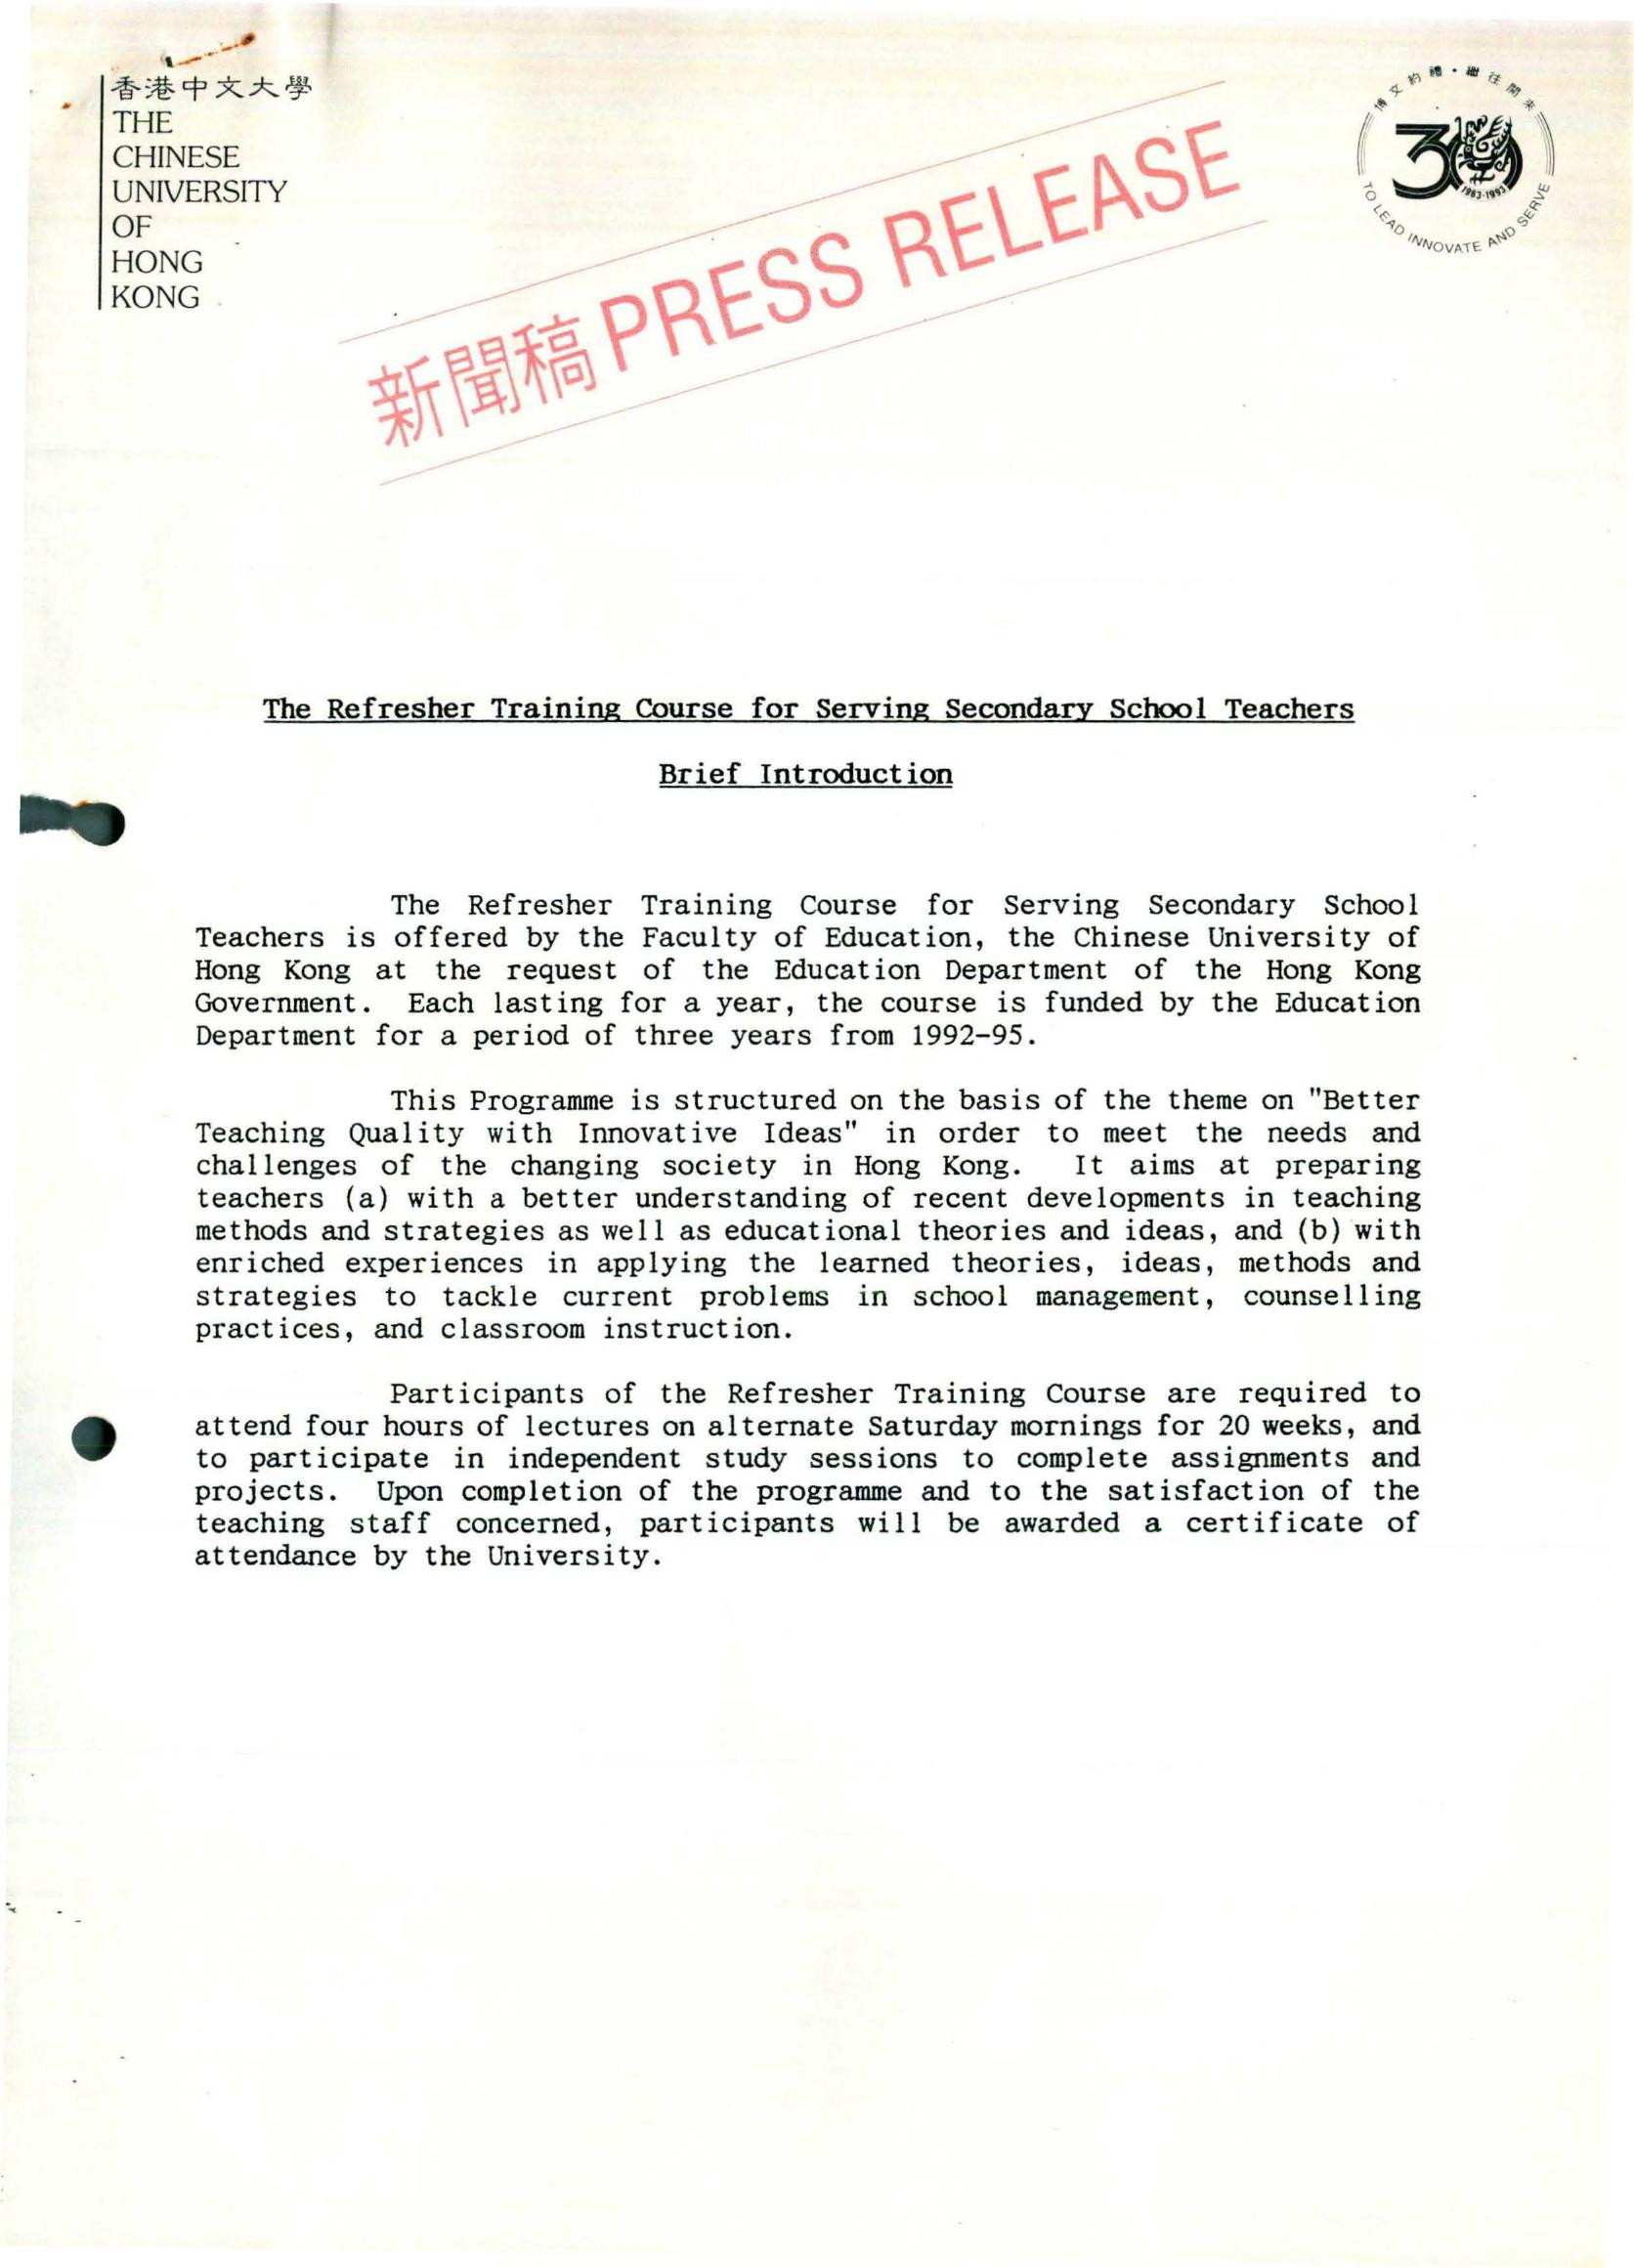 香港中文大學
THE
CHINESE
UNIVERSITY
OF
HONG
KONG
新聞稿 PRESS RELEASE
博文約禮・繼往開來
30
1963-1993
TO LEAD INNOVATE AND SERVE
The Refresher Training Course for Serving Secondary School Teachers
Brief Introduction
The Refresher Training Course for Serving Secondary School
Teachers is offered by the Faculty of Education, the Chinese University of
Hong Kong at the request of the Education Department of the Hong Kong
Government. Each lasting for a year, the course is funded by the Education
Department for a period of three years from 1992-95.
This Programme is structured on the basis of the theme on "Better
Teaching Quality with Innovative Ideas" in order to meet the needs and
challenges of the changing society in Hong Kong. It aims at preparing
teachers (a) with a better understanding of recent developments in teaching
methods and strategies as well as educational theories and ideas, and (b) with
enriched experiences in applying the learned theories, ideas, methods and
strategies to tackle current problems in school management, counselling
practices, and classroom instruction.
Participants of the Refresher Training Course are required to
attend four hours of lectures on alternate Saturday mornings for 20 weeks, and
to participate in independent study sessions to complete assignments and
projects. Upon completion of the programme and to the satisfaction of the
teaching staff concerned, participants will be awarded a certificate of
attendance by the University.